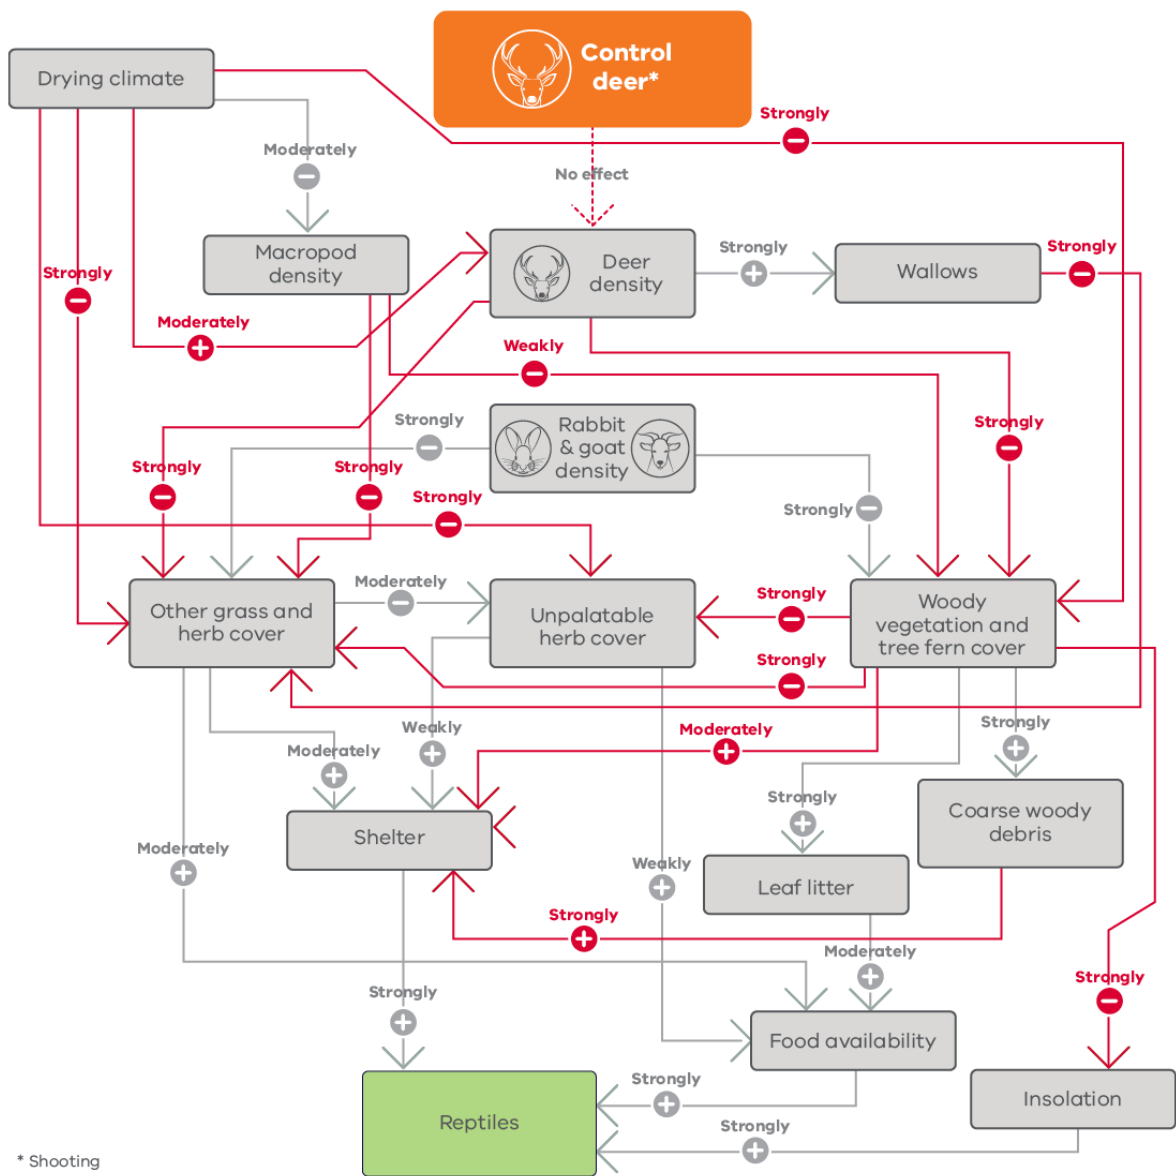 Control
deer*
Drying climate
Strongly
Moderately
No effect
Macropod
density
Deer
density
Strongly
Wallows
Strongly
Strongly
Moderately
Weakly
Rabbit
& goat
density
Strongly
Strongly
Strongly
Strongly
Strongly
Strongly
Moderately
Other grass and
herb cover
Unpalatable
herb cover
Strongly
Woody
vegetation and
tree fern cover
Strongly
Moderately
Weakly
Moderately
Strongly
Strongly
Coarse woody
debris
Shelter
Moderately
Weakly
Leaf litter
Strongly
Moderately
Strongly
Strongly
Food availability
Strongly
Insolation
Reptiles
Strongly
* Shooting